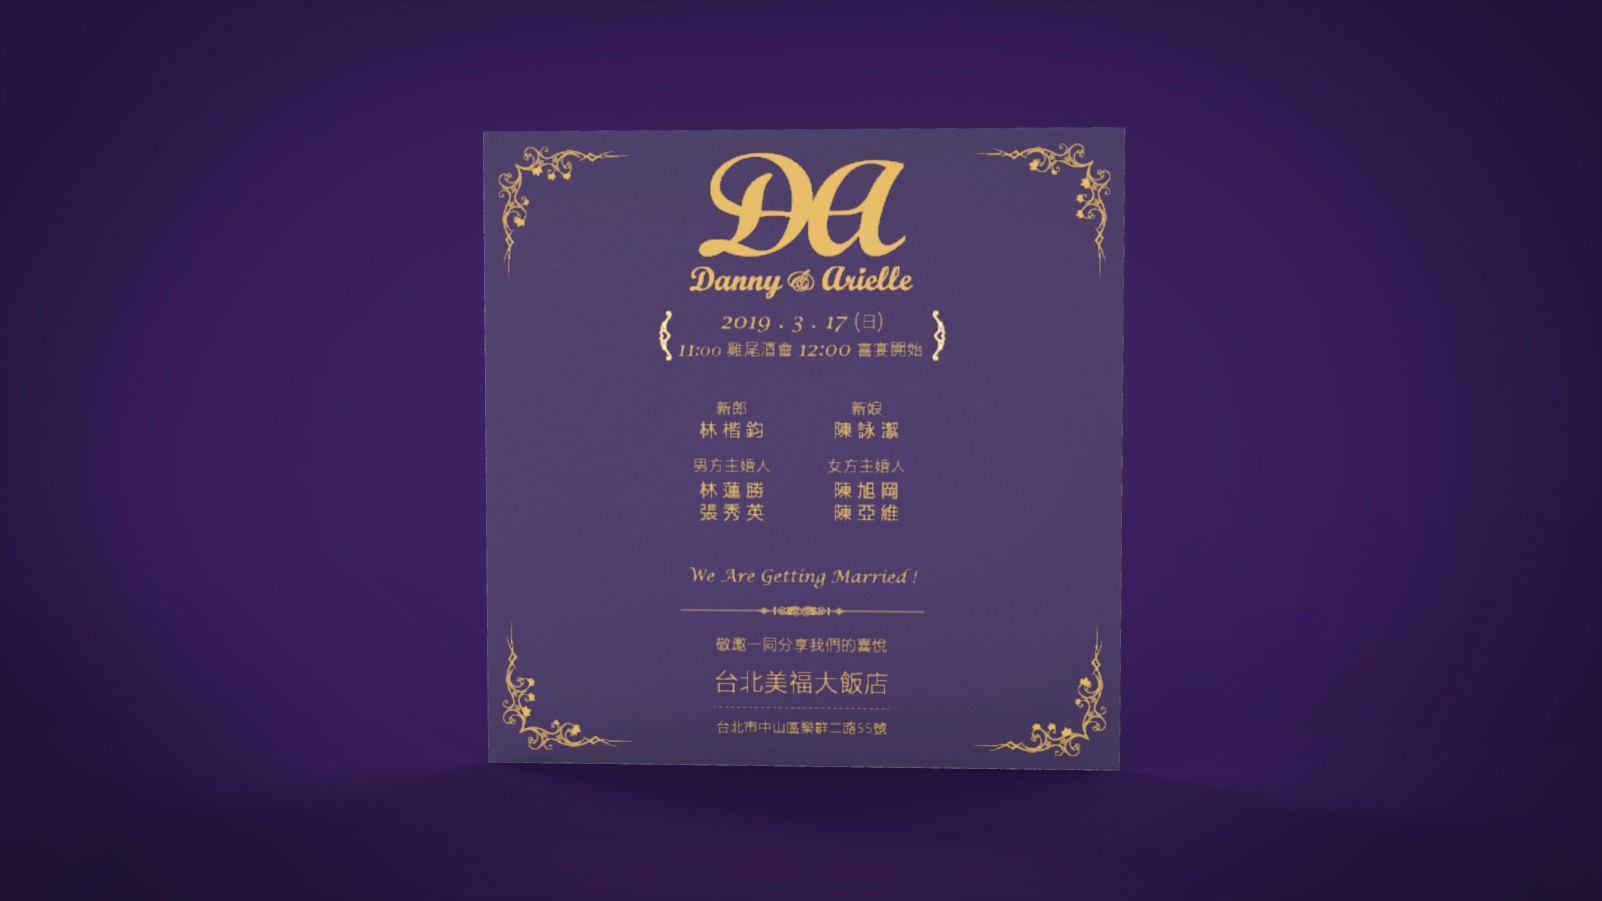 DA
Danny & Arielle
2019 . 3 . 17 (日)
11:00 雞尾酒會 12:00 喜宴開始
新郎 新娘
林楷鈞 陳詠潔
男方主婚人 女方主婚人
林蓮勝 陳旭岡
張秀英 陳亞維
We Are Getting Married !
敬邀一同分享我們的喜悅
台北美福大飯店
台北市中山區樂群二路55號